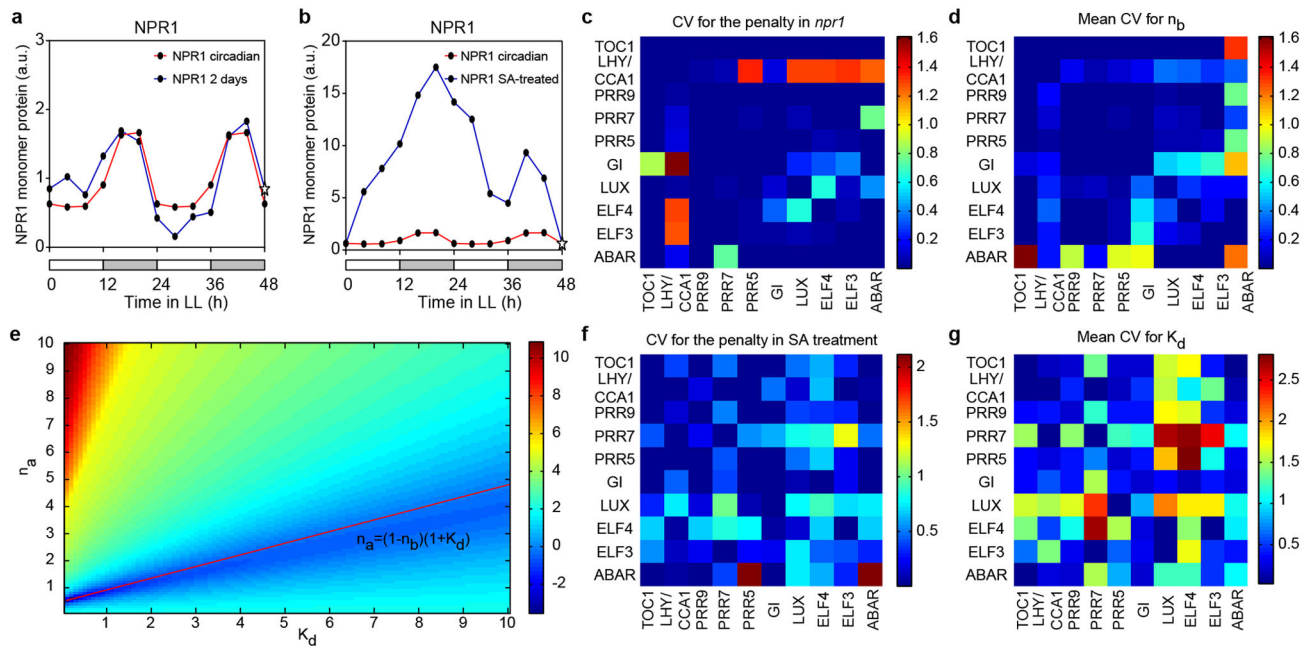 a
NPR1
NPR1 circadian
NPR1 2 days
NPR1 monomer protein (a.u.)
3
2
1
0
0 12 24 36 48
Time in LL (h)
b
NPR1
NPR1 circadian
NPR1 SA-treated
NPR1 monomer protein (a.u.)
20
15
10
5
0
0 12 24 36 48
Time in LL (h)
c
CV for the penalty in npr1
TOC1
LHY/
CCA1
PRR9
PRR7
PRR5
GI
LUX
ELF4
ELF3
ABAR
TOC1
LHY/
CCA1
PRR9
PRR7
PRR5
GI
LUX
ELF4
ELF3
ABAR
1.6
1.4
1.2
1.0
0.8
0.6
0.4
0.2
d
Mean CV for nb
TOC1
LHY/
CCA1
PRR9
PRR7
PRR5
GI
LUX
ELF4
ELF3
ABAR
TOC1
LHY/
CCA1
PRR9
PRR7
PRR5
GI
LUX
ELF4
ELF3
ABAR
1.6
1.4
1.2
1.0
0.8
0.6
0.4
0.2
e
na
10
9
8
7
6
5
4
3
2
1
1 2 3 4 5 6 7 8 9 10
Kd
na=(1-nb)(1+Kd)
10
8
6
4
2
0
-2
f
CV for the penalty in SA treatment
TOC1
LHY/
CCA1
PRR9
PRR7
PRR5
GI
LUX
ELF4
ELF3
ABAR
TOC1
LHY/
CCA1
PRR9
PRR7
PRR5
GI
LUX
ELF4
ELF3
ABAR
2
1.5
1
0.5
g
Mean CV for Kd
TOC1
LHY/
CCA1
PRR9
PRR7
PRR5
GI
LUX
ELF4
ELF3
ABAR
TOC1
LHY/
CCA1
PRR9
PRR7
PRR5
GI
LUX
ELF4
ELF3
ABAR
2.5
2.0
1.5
1.0
0.5